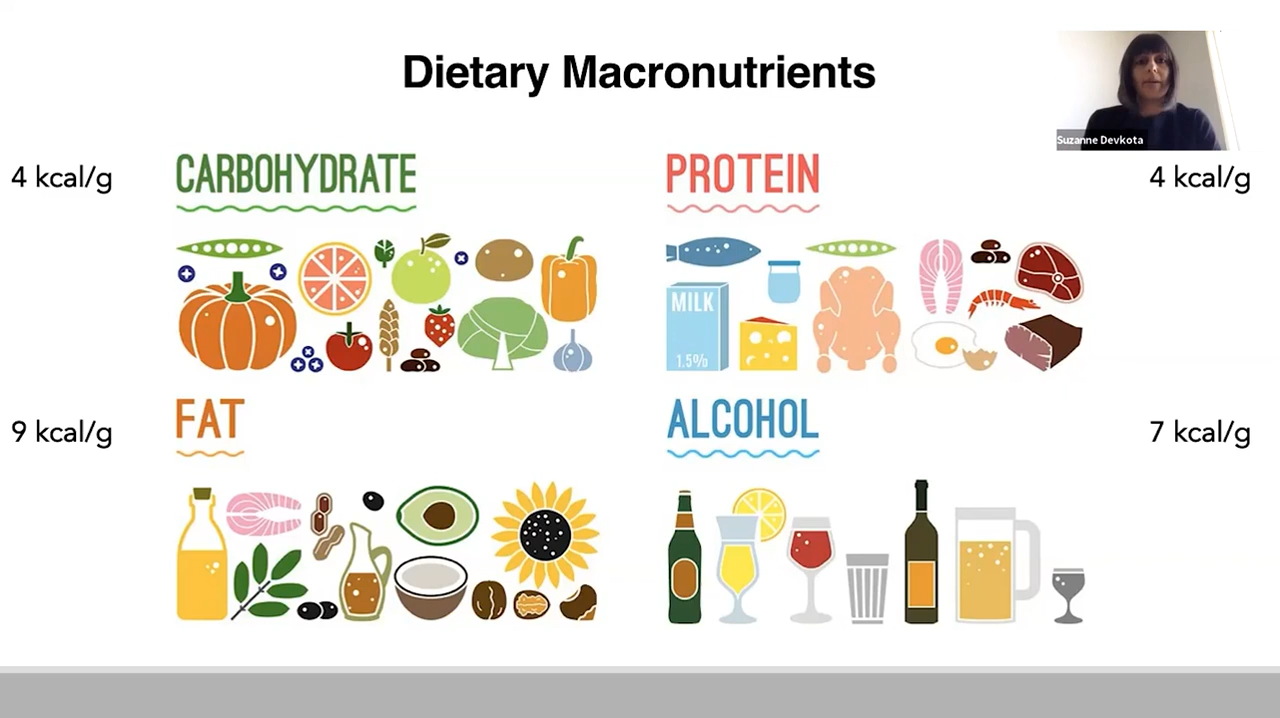 Dietary Macronutrients
Suzanne Devkota
4 kcal/g
CARBOHYDRATE
PROTEIN
4 kcal/g
MILK
1.5%
9 kcal/g
FAT
ALCOHOL
7 kcal/g